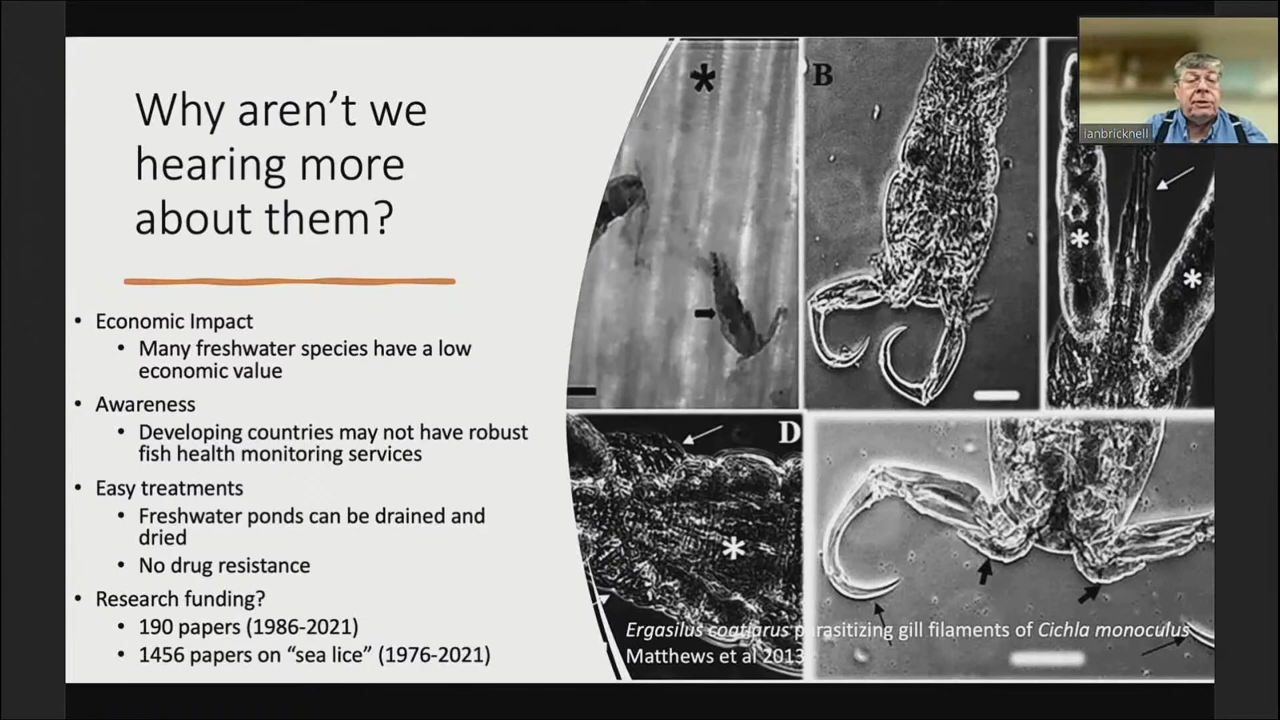 Why aren't we
hearing more
about them?
• Economic Impact
• Many freshwater species have a low
economic value
• Awareness
• Developing countries may not have robust
fish health monitoring services
• Easy treatments
• Freshwater ponds can be drained and
dried
• No drug resistance
• Research funding?
• 190 papers (1986-2021)
• 1456 papers on “sea lice” (1976-2021)
*
B
*
*
D
*
Ergasilus coatiarus parasitizing gill filaments of Cichla monoculus
Matthews et al 2013
ianbricknell